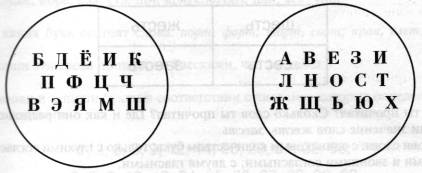 Б Д Ё И К
П Ф Ц Ч
В Э Я М Ш
А В Е З И
Л Н О С Т
Ж Щ Ь Ю Х